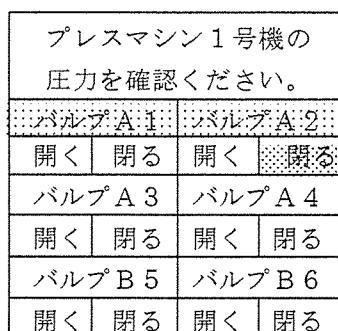 プレスマシン１号機の
圧力を確認ください。
バルブＡ１ バルブＡ２
開く 閉る 開く 閉る
バルブＡ３ バルブＡ４
開く 閉る 開く 閉る
バルブＢ５ バルブＢ６
開く 閉る 開く 閉る